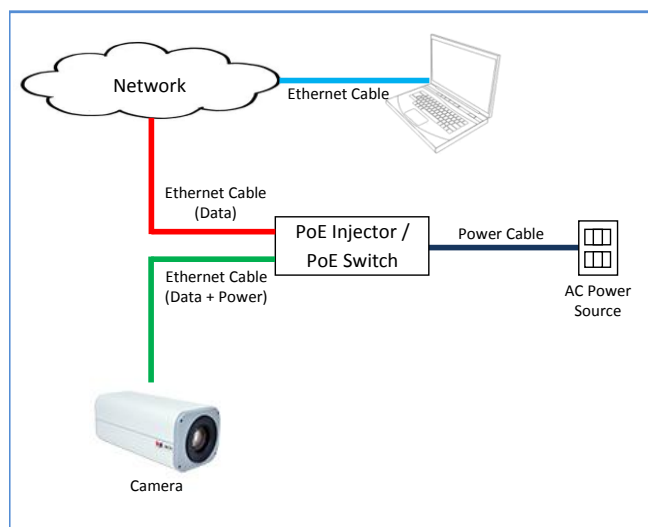 Network
Ethernet Cable
Ethernet Cable
(Data)
PoE Injector /
PoE Switch
Power Cable
Ethernet Cable
(Data + Power)
AC Power
Source
Camera